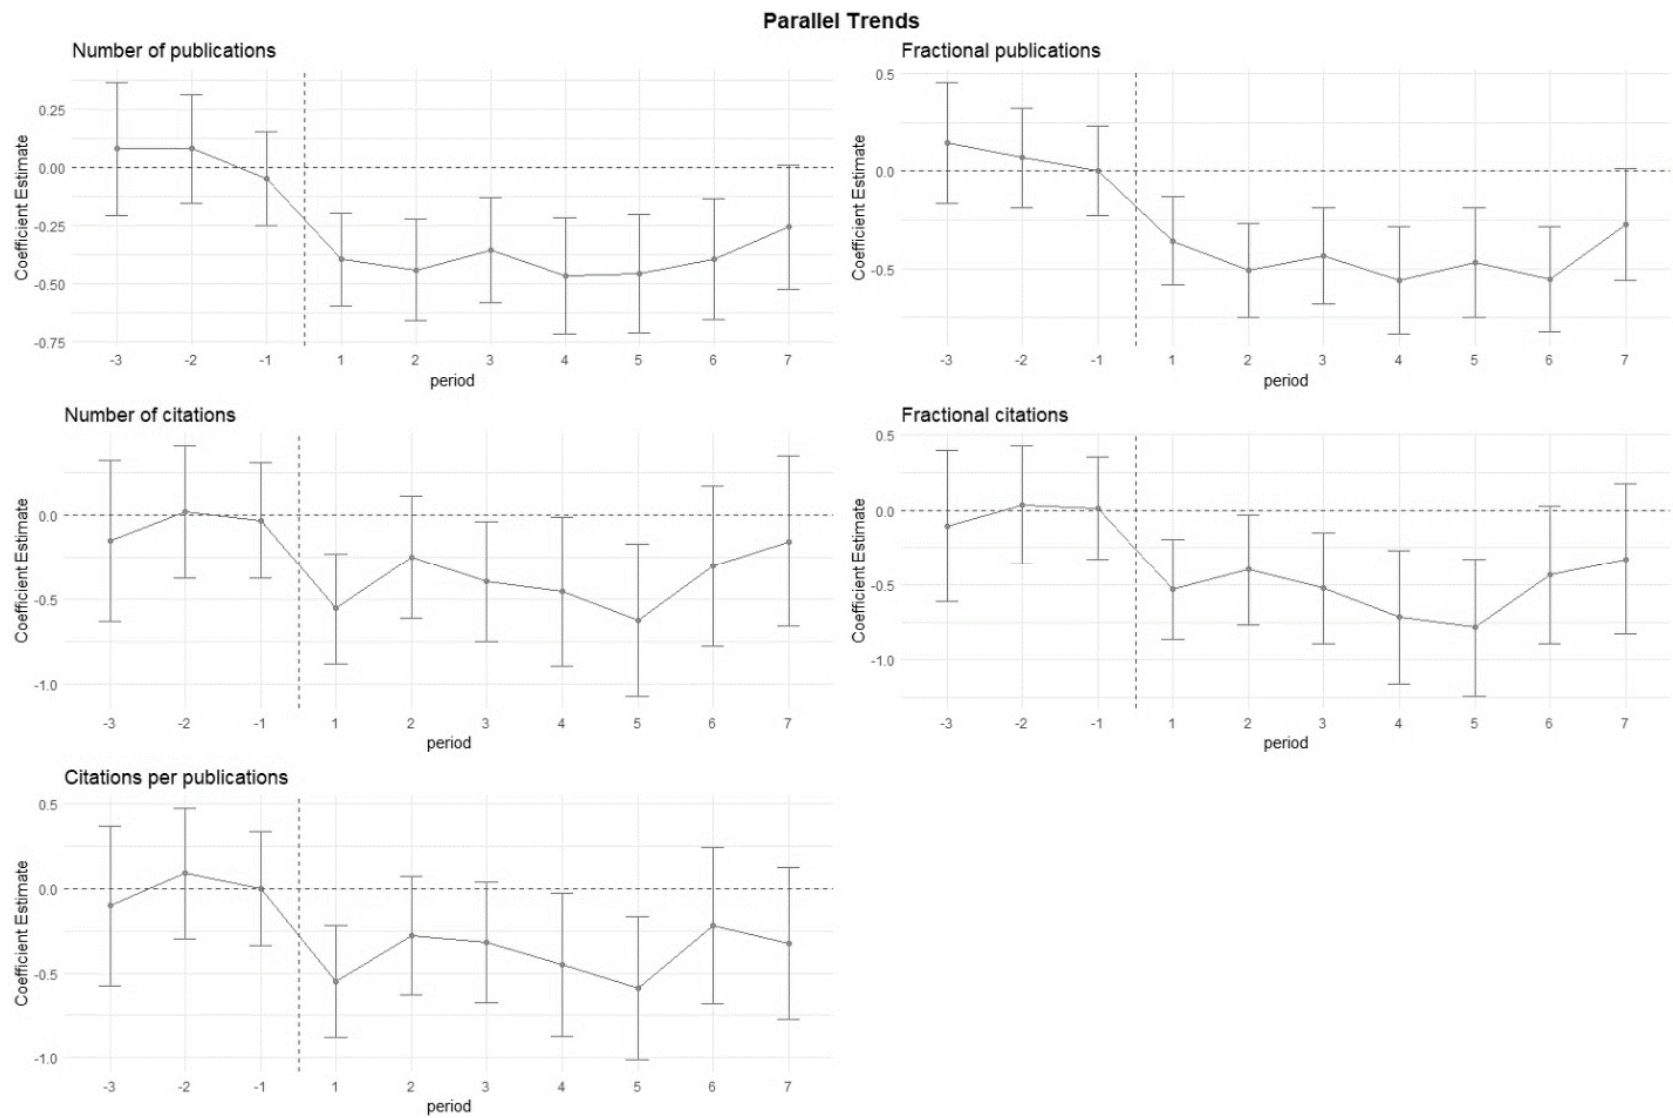 Parallel Trends
Number of publications
Coefficient Estimate
0.25
0.00
-0.25
-0.50
-0.75
-3 -2 -1 1 2 3 4 5 6 7
period
Fractional publications
Coefficient Estimate
0.5
0.0
-0.5
-3 -2 -1 1 2 3 4 5 6 7
period
Number of citations
Coefficient Estimate
0.0
-0.5
-1.0
-3 -2 -1 1 2 3 4 5 6 7
period
Fractional citations
Coefficient Estimate
0.5
0.0
-0.5
-1.0
-3 -2 -1 1 2 3 4 5 6 7
period
Citations per publications
Coefficient Estimate
0.5
0.0
-0.5
-1.0
-3 -2 -1 1 2 3 4 5 6 7
period